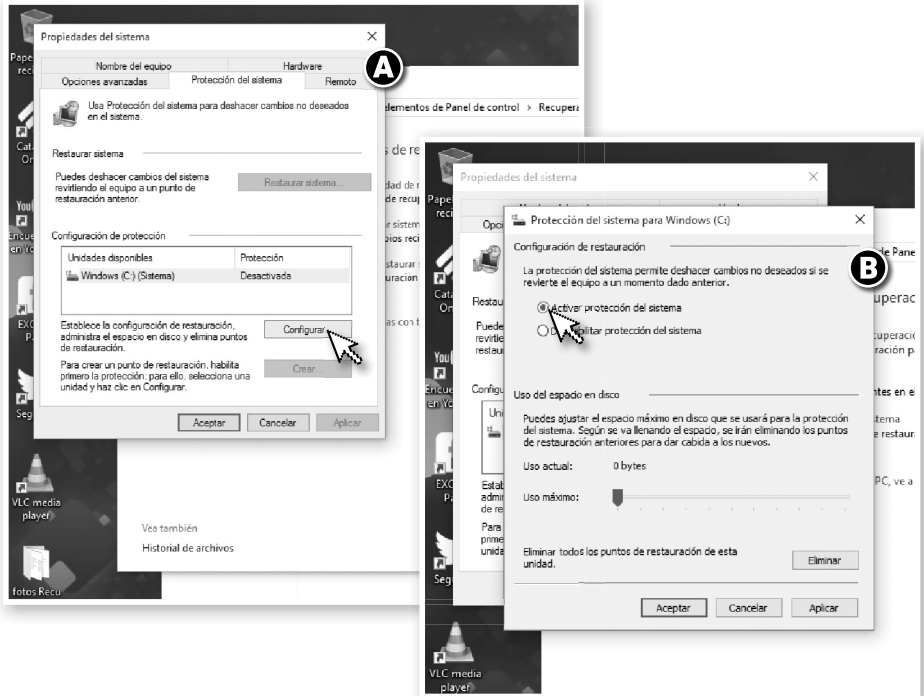 Propiedades del sistema
Nombre del equipo
Hardware
Opciones avanzadas
Protección del sistema
Remoto
A
Usa Protección del sistema para deshacer cambios no deseados
en el sistema.
Restaurar sistema
Puedes deshacer cambios del sistema
revirtiendo el equipo a un punto de
restauración anterior.
Restaurar sistema...
Configuración de protección
Unidades disponibles
Protección
Windows (C:) (Sistema)
Desactivada
Establece la configuración de restauración,
administra el espacio en disco y elimina puntos
de restauración.
Configurar
Para crear un punto de restauración, habilita
primero la protección; para ello, selecciona una
unidad y haz clic en Configurar.
Crear...
Aceptar
Cancelar
Aplicar
elementos de Panel de control > Recupera
Vea también
Historial de archivos
VLC media
player
fotos Recu
Propiedades del sistema
Protección del sistema para Windows (C:)
B
Configuración de restauración
La protección del sistema permite deshacer cambios no deseados si se
revierte el equipo a un momento dado anterior.
Activar protección del sistema
protección del sistema
Uso del espacio en disco
Puedes ajustar el espacio máximo en disco que se usará para la protección
del sistema. Según se va llenando el espacio, se irán eliminando los puntos
de restauración anteriores para dar cabida a los nuevos.
Uso actual:
0 bytes
Uso máximo:
Eliminar todos los puntos de restauración de esta
unidad.
Eliminar
Aceptar
Cancelar
Aplicar
VLC media
player